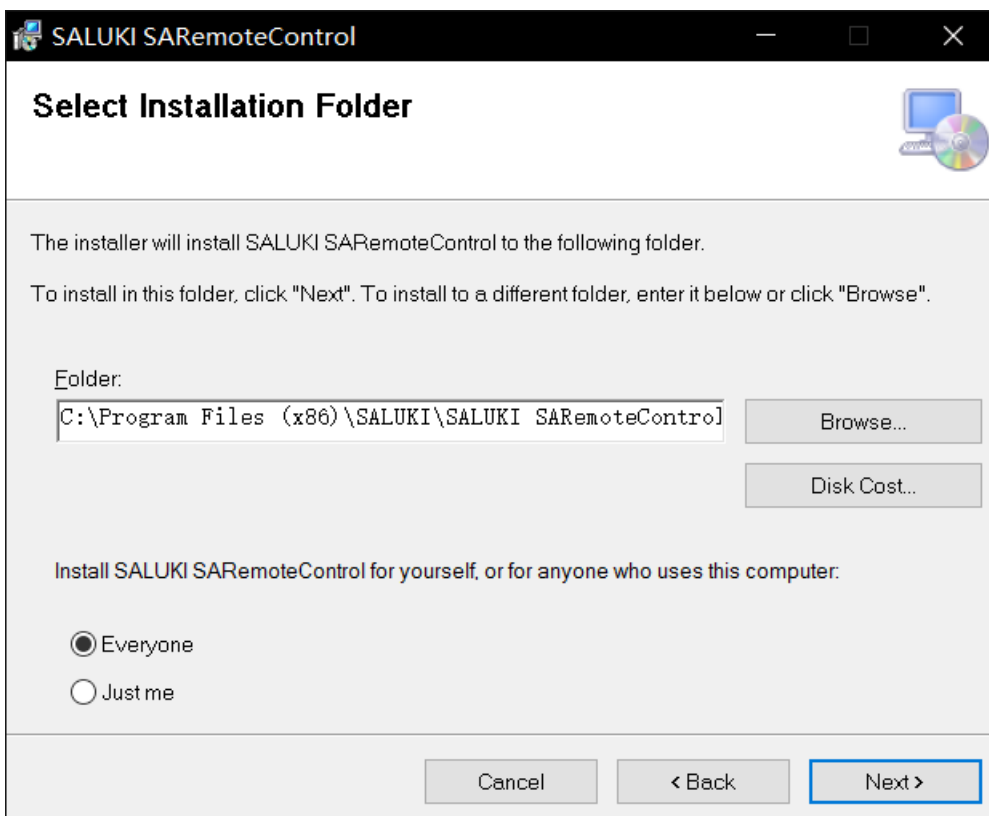 SALUKI SARemoteControl
Select Installation Folder
The installer will install SALUKI SARemoteControl to the following folder.
To install in this folder, click "Next". To install to a different folder, enter it below or click "Browse".
Folder:
C:\Program Files (x86)\SALUKI\SALUKI SARemoteControl
Browse...
Disk Cost...
Install SALUKI SARemoteControl for yourself, or for anyone who uses this computer:
Everyone
Just me
Cancel
< Back
Next >